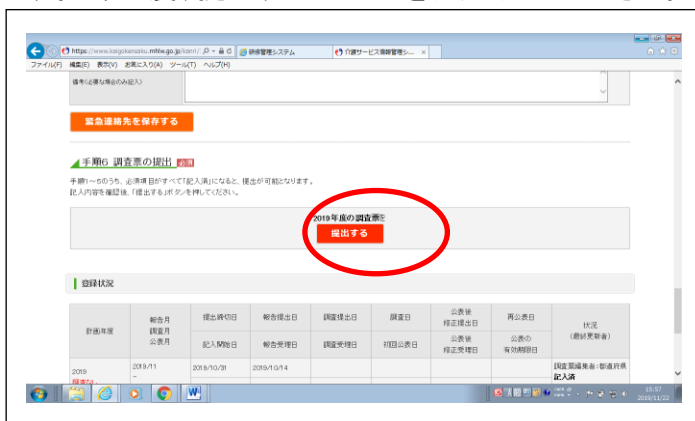 https://www.kaigokensaku.mhlw.go.jp/kanri/
研修管理システム
介護サービス情報管理シ...
ファイル(F) 編集(E) 表示(V) お気に入り(A) ツール(T) ヘルプ(H)
備考(必要な場合のみ記入)
緊急連絡先を保存する
手順6 調査票の提出 必須
手順1~5のうち、必須項目がすべて「記入済」になると、提出が可能となります。
記入内容を確認後、「提出する」ボタンを押してください。
2019年度の調査票を
提出する
登録状況
計画年度
報告月
調査月
公表月
提出締切日 報告提出日 調査提出日 調査日 公表後修正提出日 再公表日
記入開始日 報告受理日 調査受理日 初回公表日 公表後修正受理日 公表の有効期限日
状況
(最終更新者)
2019
調査なし
2019/11
-
2019/10/31
2019/10/14
調査票編集者:都道府県
記入済
15:57
2019/11/22